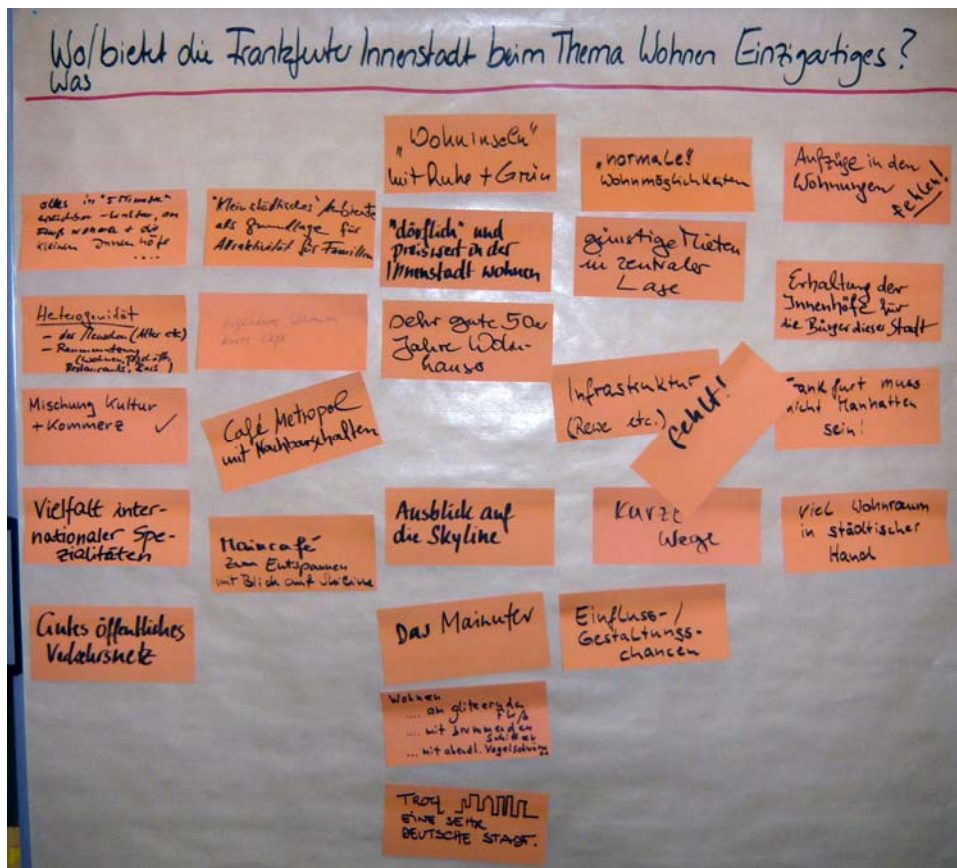 Wo/bietet die Frankfurter Innenstadt beim Thema Wohnen Einzigartiges?
Was
alles in "5 Minuten"
erreichbar - Kultur, am
Fluß wohnen + die
kleinen Innenhöfe
....
Heterogenität
- der Menschen (Alter etc)
- Raumnutzung
(Wohnen,
Restaurants, )
Mischung Kultur
+ Kommerz ✓
Vielfalt inter-
nationaler Spe-
zialitäten
Gutes öffentliches
Verkehrsnetz
"Kleinstädtisches" Ambiente
als Grundlage für
Attraktivität für Familien
Café Metropol
mit Nachbarschaften
Maincafé
zum Entspannen
mit Blick auf Skyline
„Wohninseln“
mit Ruhe + Grün
"dörflich" und
preiswert in der
Innenstadt wohnen
sehr gute 50er
Jahre Wohn-
hauso
Ausblick auf
die Skyline
Das Mainufer
Wohnen
.... am glitzernden
Fluß
.... mit brummenden
Schiffen
... mit abendl.
TROTZ
EINE SEHR
DEUTSCHE STADT.
„normale“
Wohnmöglichkeiten
günstige Mieten
in zentraler
Lage
Infrastruktur
(Rewe etc.)
fehlt!
Kurze
Wege
Einfluss-/
Gestaltungs-
chancen
Aufzüge in den
Wohnungen
fehlen!
Erhaltung der
Innenhöfe für
die Bürger dieser Stadt
Frankfurt muss
nicht Manhatten
sein!
Viel Wohnraum
in städtischer
Hand